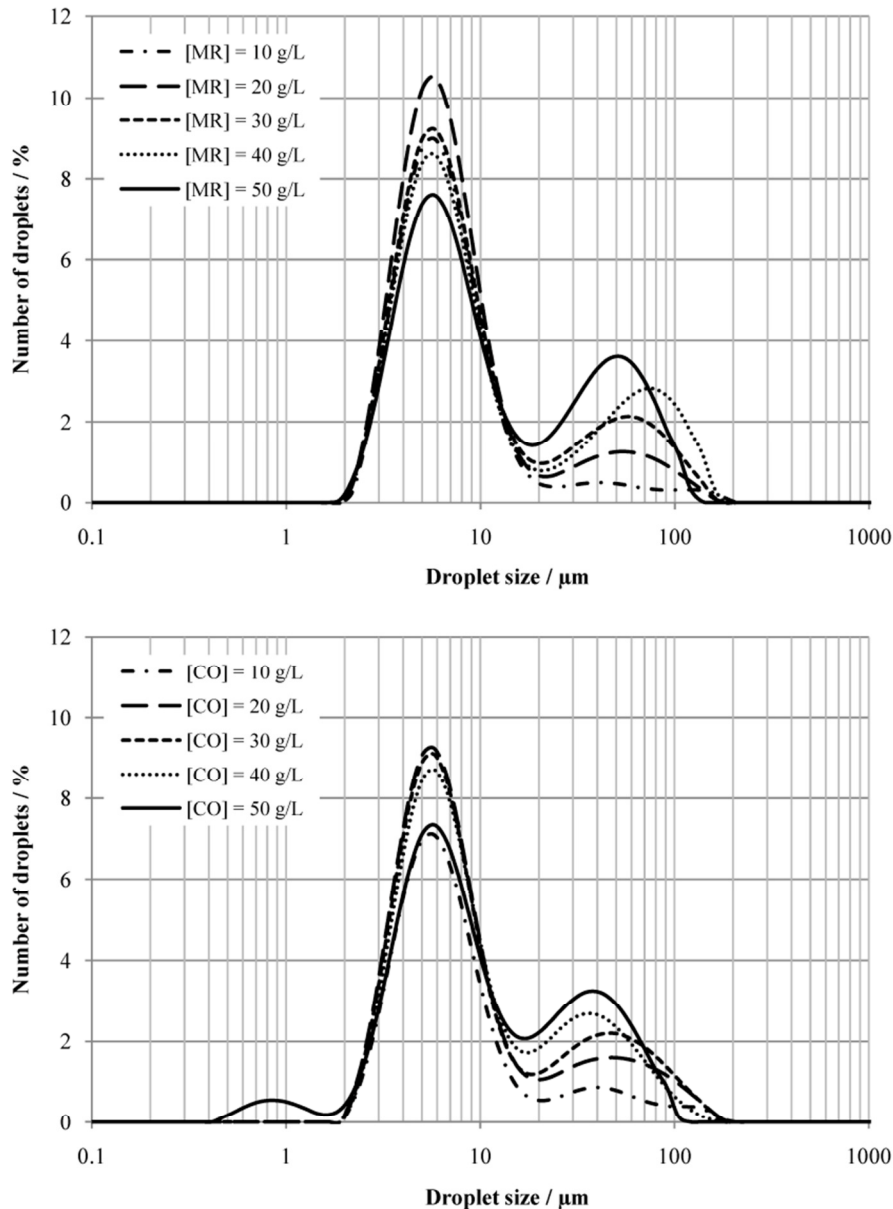 12
10
8
6
4
2
0
Number of droplets / %
[MR] = 10 g/L
[MR] = 20 g/L
[MR] = 30 g/L
[MR] = 40 g/L
[MR] = 50 g/L
0.1 1 10 100 1000
Droplet size / µm
12
10
8
6
4
2
0
Number of droplets / %
[CO] = 10 g/L
[CO] = 20 g/L
[CO] = 30 g/L
[CO] = 40 g/L
[CO] = 50 g/L
0.1 1 10 100 1000
Droplet size / µm